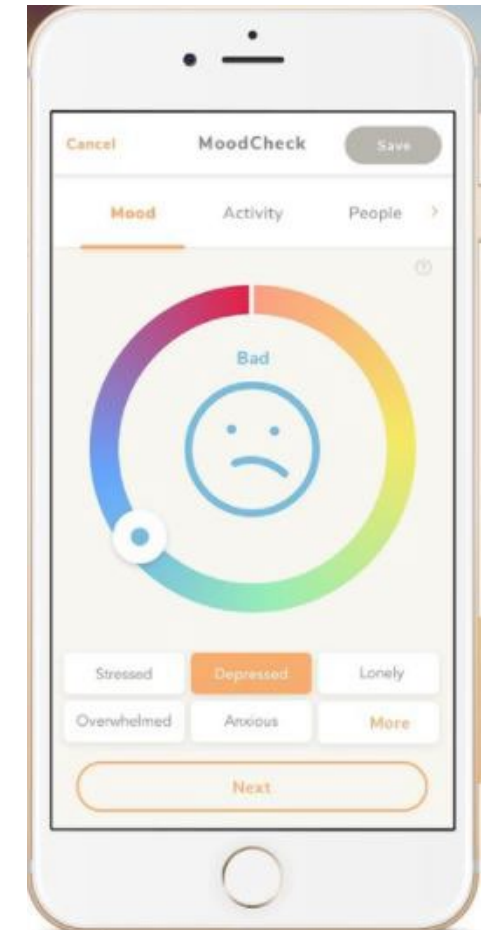 Cancel MoodCheck Save
Mood Activity People >
Bad
Stressed Depressed Lonely
Overwhelmed Anxious More
Next